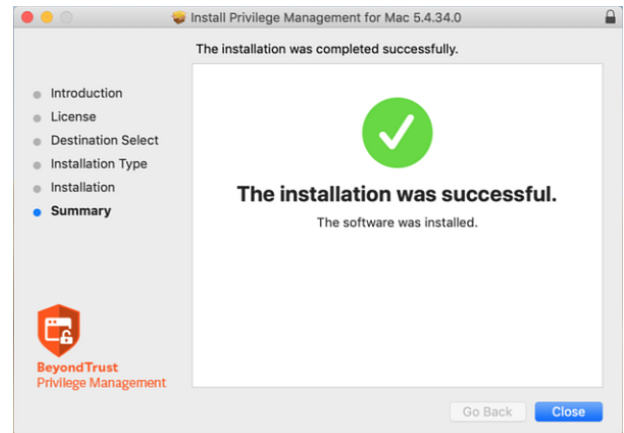 Install Privilege Management for Mac 5.4.34.0
The installation was completed successfully.
Introduction
License
Destination Select
Installation Type
Installation
Summary
The installation was successful.
The software was installed.
BeyondTrust
Privilege Management
Go Back
Close